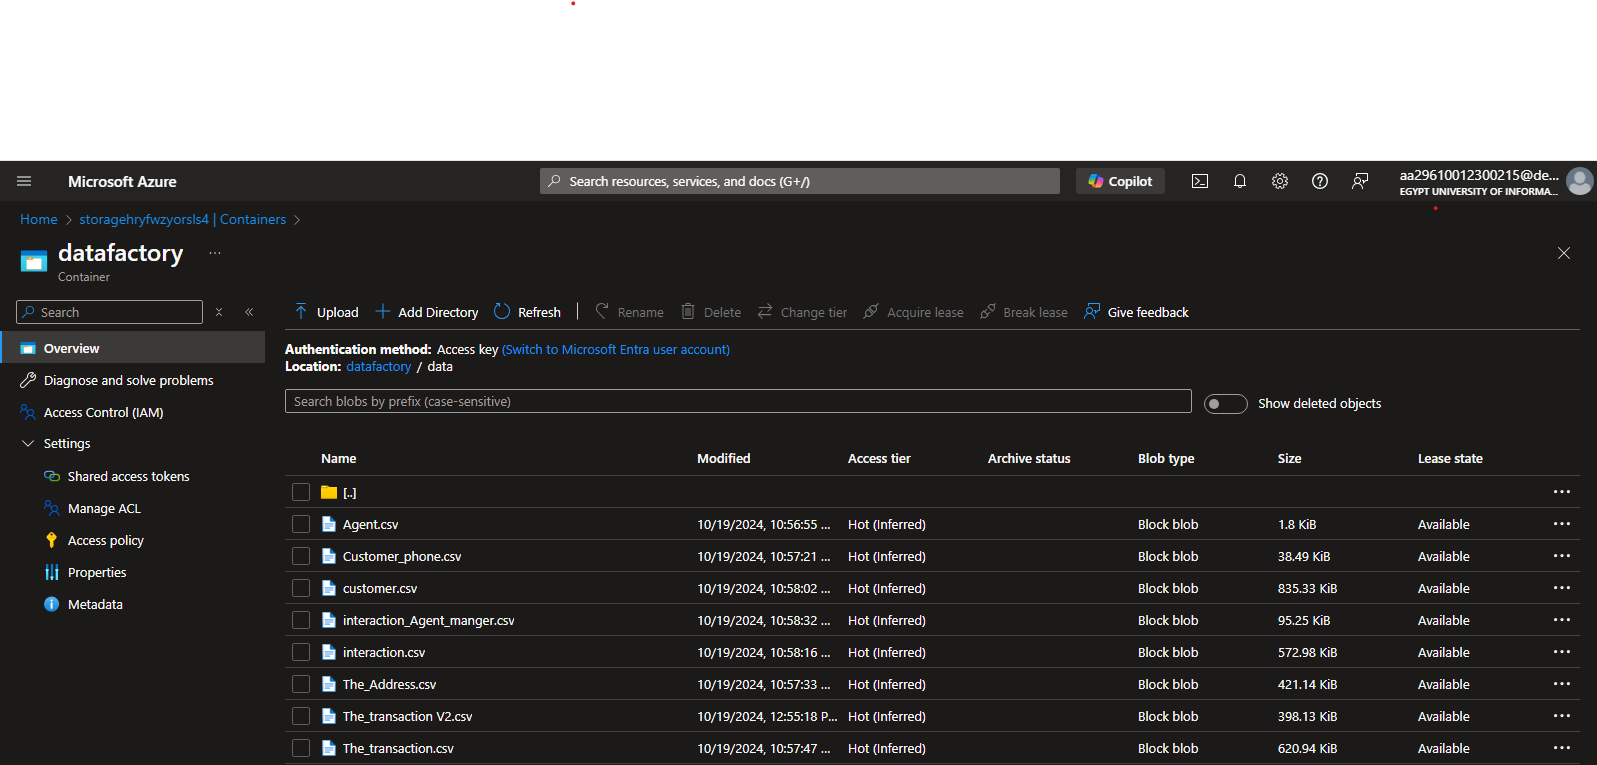 Microsoft Azure
Search resources, services, and docs (G+/)
Copilot
aa29610012300215@de...
EGYPT UNIVERSITY OF INFORMA...
Home > storagehryfwzyorsls4 | Containers >
datafactory ...
Container
Search
Overview
Diagnose and solve problems
Access Control (IAM)
Settings
Shared access tokens
Manage ACL
Access policy
Properties
Metadata
Upload Add Directory Refresh Rename Delete Change tier Acquire lease Break lease Give feedback
Authentication method: Access key (Switch to Microsoft Entra user account)
Location: datafactory / data
Search blobs by prefix (case-sensitive)
Show deleted objects
Name Modified Access tier Archive status Blob type Size Lease state
[..]
Agent.csv 10/19/2024, 10:56:55 ... Hot (Inferred) Block blob 1.8 KiB Available
Customer_phone.csv 10/19/2024, 10:57:21 ... Hot (Inferred) Block blob 38.49 KiB Available
customer.csv 10/19/2024, 10:58:02 ... Hot (Inferred) Block blob 835.33 KiB Available
interaction_Agent_manger.csv 10/19/2024, 10:58:32 ... Hot (Inferred) Block blob 95.25 KiB Available
interaction.csv 10/19/2024, 10:58:16 ... Hot (Inferred) Block blob 572.98 KiB Available
The_Address.csv 10/19/2024, 10:57:33 ... Hot (Inferred) Block blob 421.14 KiB Available
The_transaction V2.csv 10/19/2024, 12:55:18 P... Hot (Inferred) Block blob 398.13 KiB Available
The_transaction.csv 10/19/2024, 10:57:47 ... Hot (Inferred) Block blob 620.94 KiB Available